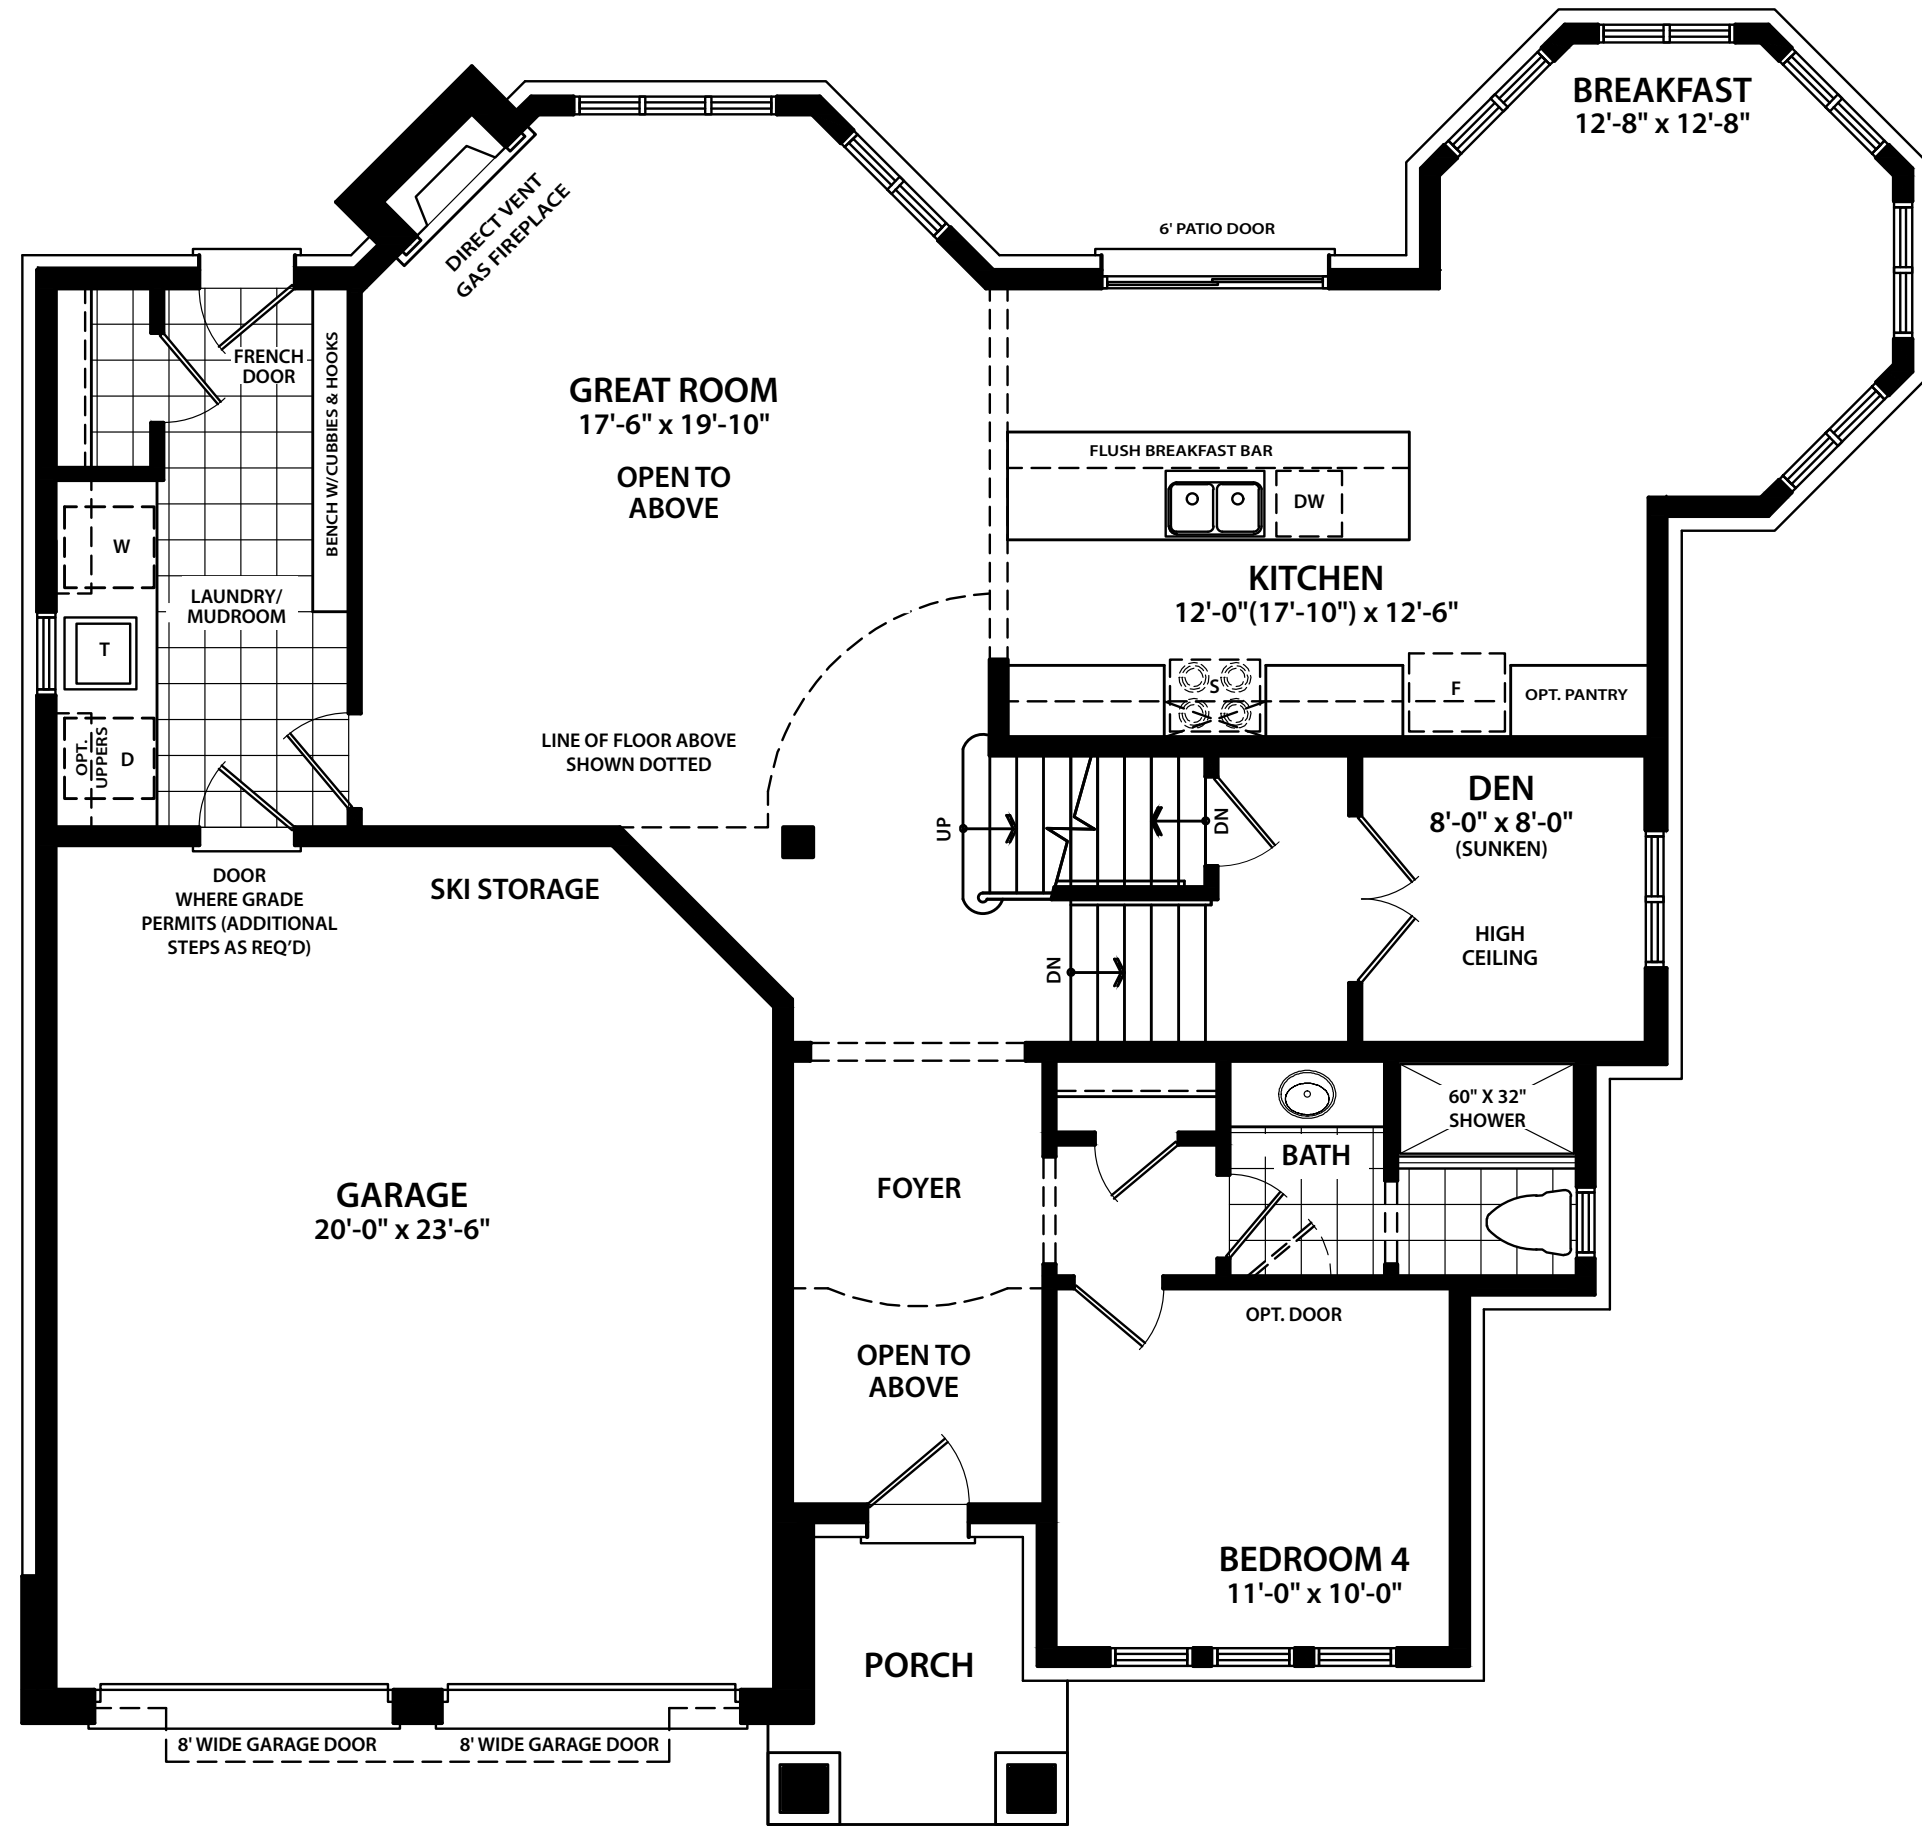 BREAKFAST
12'-8" x 12'-8"
DIRECT VENT
GAS FIREPLACE
6' PATIO DOOR
FRENCH
DOOR
BENCH W/CUBBIES & HOOKS
GREAT ROOM
17'-6" x 19'-10"
OPEN TO
ABOVE
FLUSH BREAKFAST BAR
DW
W
LAUNDRY/
MUDROOM
T
KITCHEN
12'-0"(17'-10") x 12'-6"
S
F
OPT. PANTRY
OPT.
UPPERS
D
LINE OF FLOOR ABOVE
SHOWN DOTTED
UP
DN
DEN
8'-0" x 8'-0"
(SUNKEN)
HIGH
CEILING
DOOR
WHERE GRADE
PERMITS (ADDITIONAL
STEPS AS REQ'D)
SKI STORAGE
DN
60" X 32"
SHOWER
BATH
FOYER
GARAGE
20'-0" x 23'-6"
OPT. DOOR
OPEN TO
ABOVE
BEDROOM 4
11'-0" x 10'-0"
PORCH
8' WIDE GARAGE DOOR
8' WIDE GARAGE DOOR